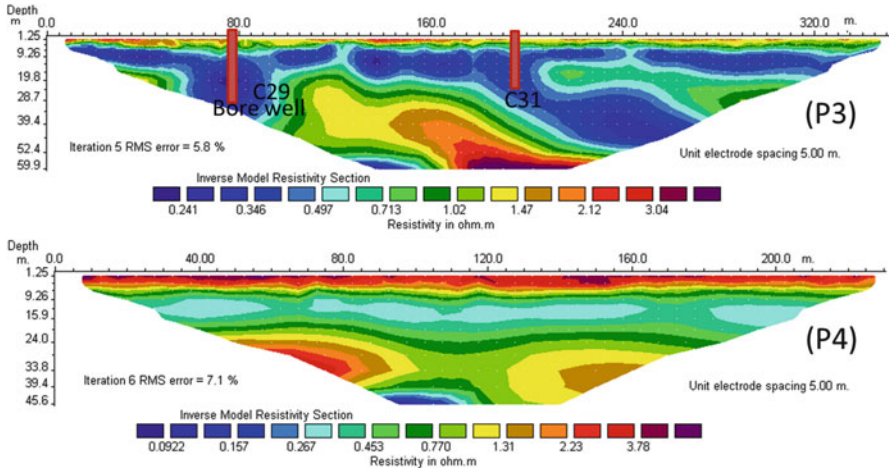 Depth
m. 0.0 80.0 160.0 240.0 320.0 m.
1.25
9.26
19.8
28.7
39.4
52.4
59.9
C29
Bore well
C31
(P3)
Iteration 5 RMS error = 5.8 %
Unit electrode spacing 5.00 m.
Inverse Model Resistivity Section
0.241 0.346 0.497 0.713 1.02 1.47 2.12 3.04
Resistivity in ohm.m
Depth
m. 0.0 40.00 80.0 120.0 160.0 200.0 m.
1.25
9.26
15.9
24.0
33.8
39.4
45.6
(P4)
Iteration 6 RMS error = 7.1 %
Unit electrode spacing 5.00 m.
Inverse Model Resistivity Section
0.0922 0.157 0.267 0.453 0.770 1.31 2.23 3.78
Resistivity in ohm.m